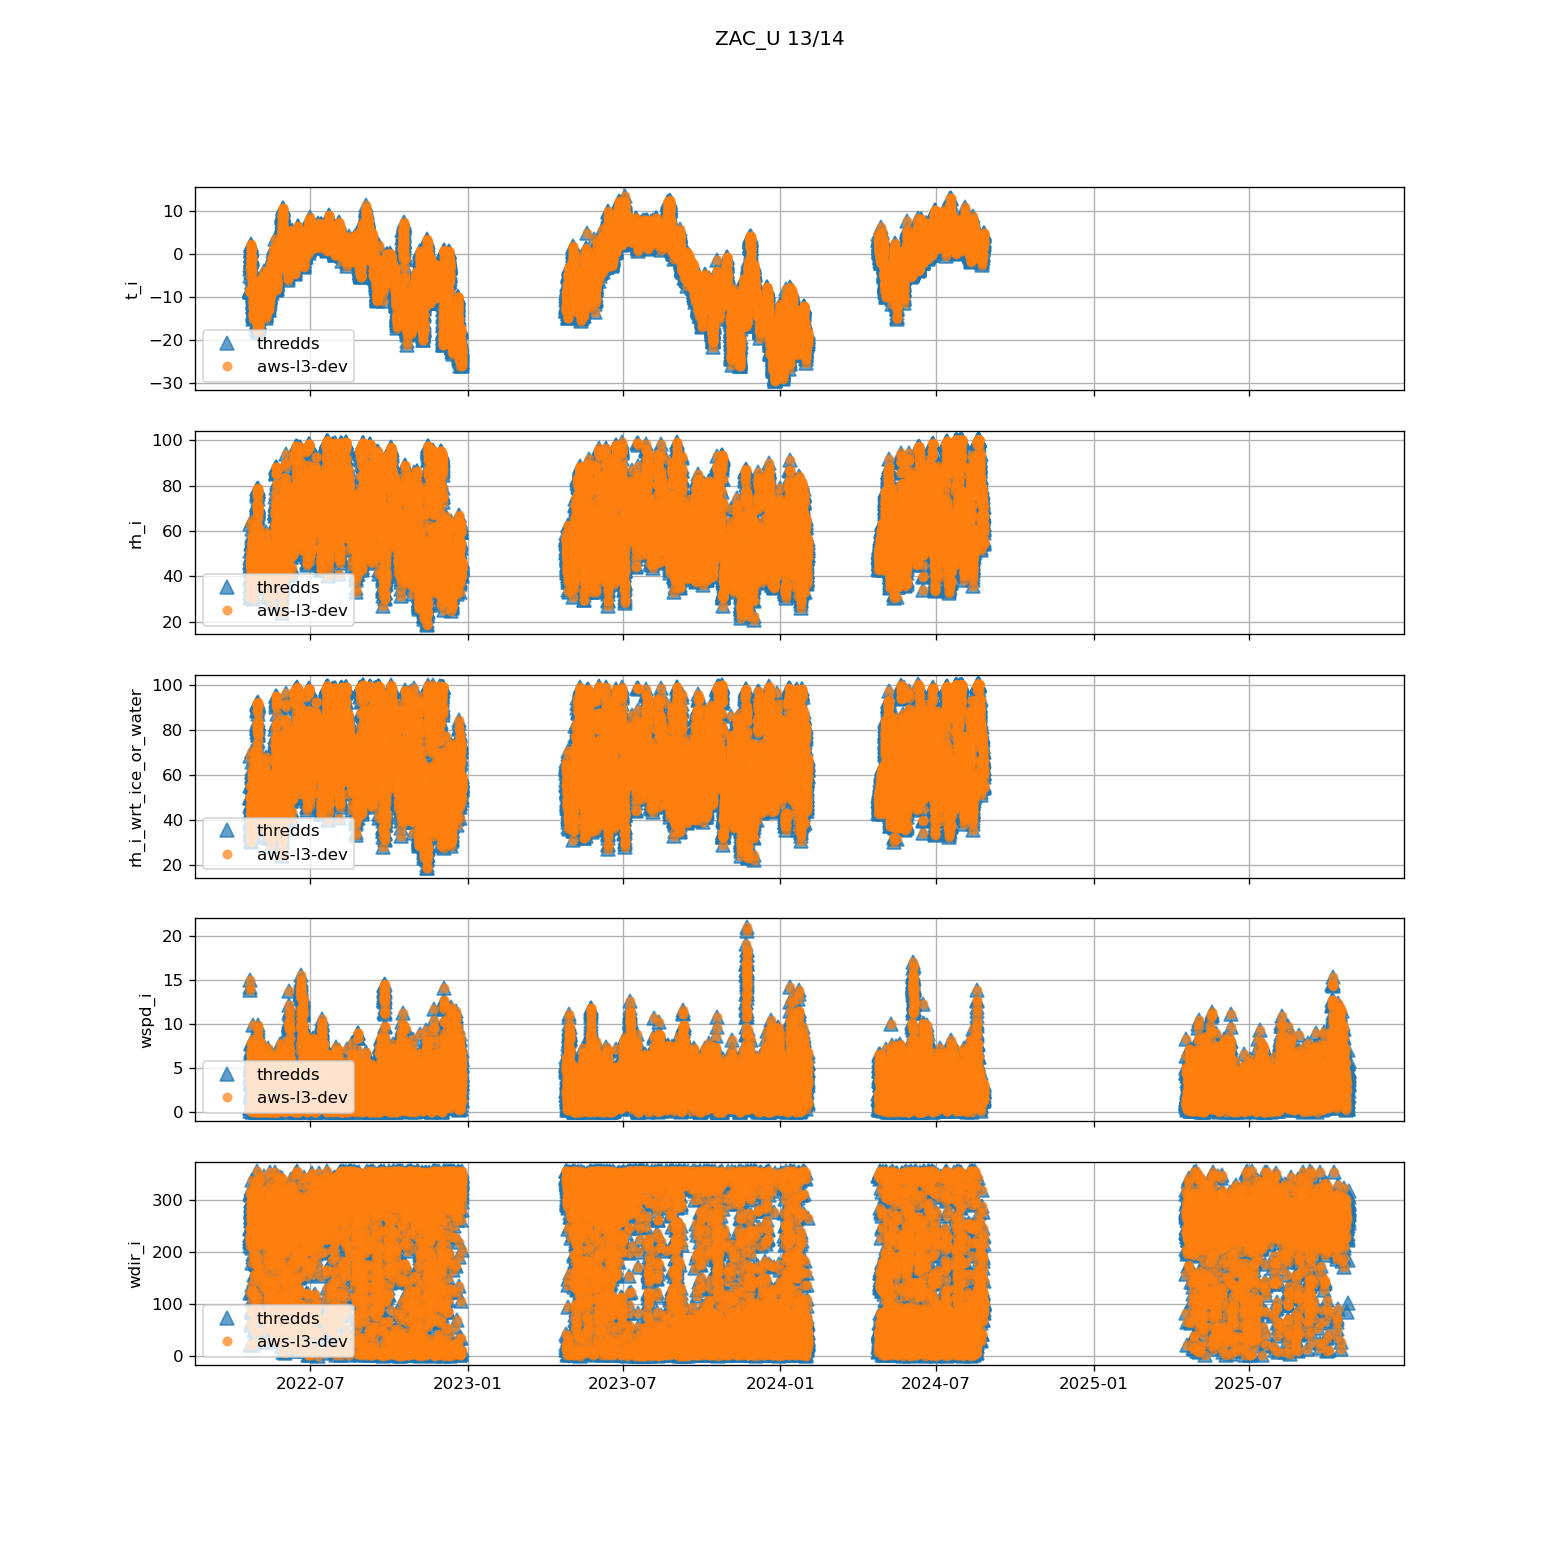 ZAC_U 13/14
10
0
−10
−20
−30
t_i
thredds
aws-l3-dev
100
80
60
40
20
rh_i
thredds
aws-l3-dev
100
80
60
40
20
rh_i_wrt_ice_or_water
thredds
aws-l3-dev
20
15
10
5
0
wspd_i
thredds
aws-l3-dev
300
200
100
0
wdir_i
thredds
aws-l3-dev
2022-07
2023-01
2023-07
2024-01
2024-07
2025-01
2025-07